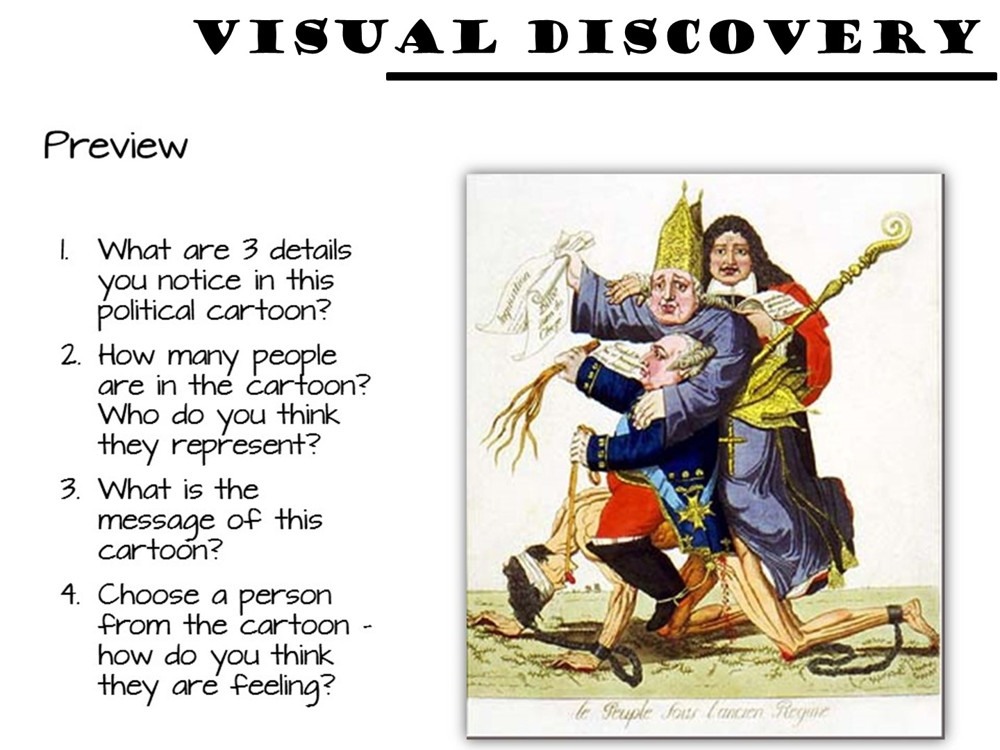 VISUAL DISCOVERY
Preview
1. What are 3 details
you notice in this
political cartoon?
2. How many people
are in the cartoon?
Who do you think
they represent?
3. What is the
message of this
cartoon?
4. Choose a person
from the cartoon -
how do you think
they are feeling?
Inquisition
le Peuple sous l'ancien Regime